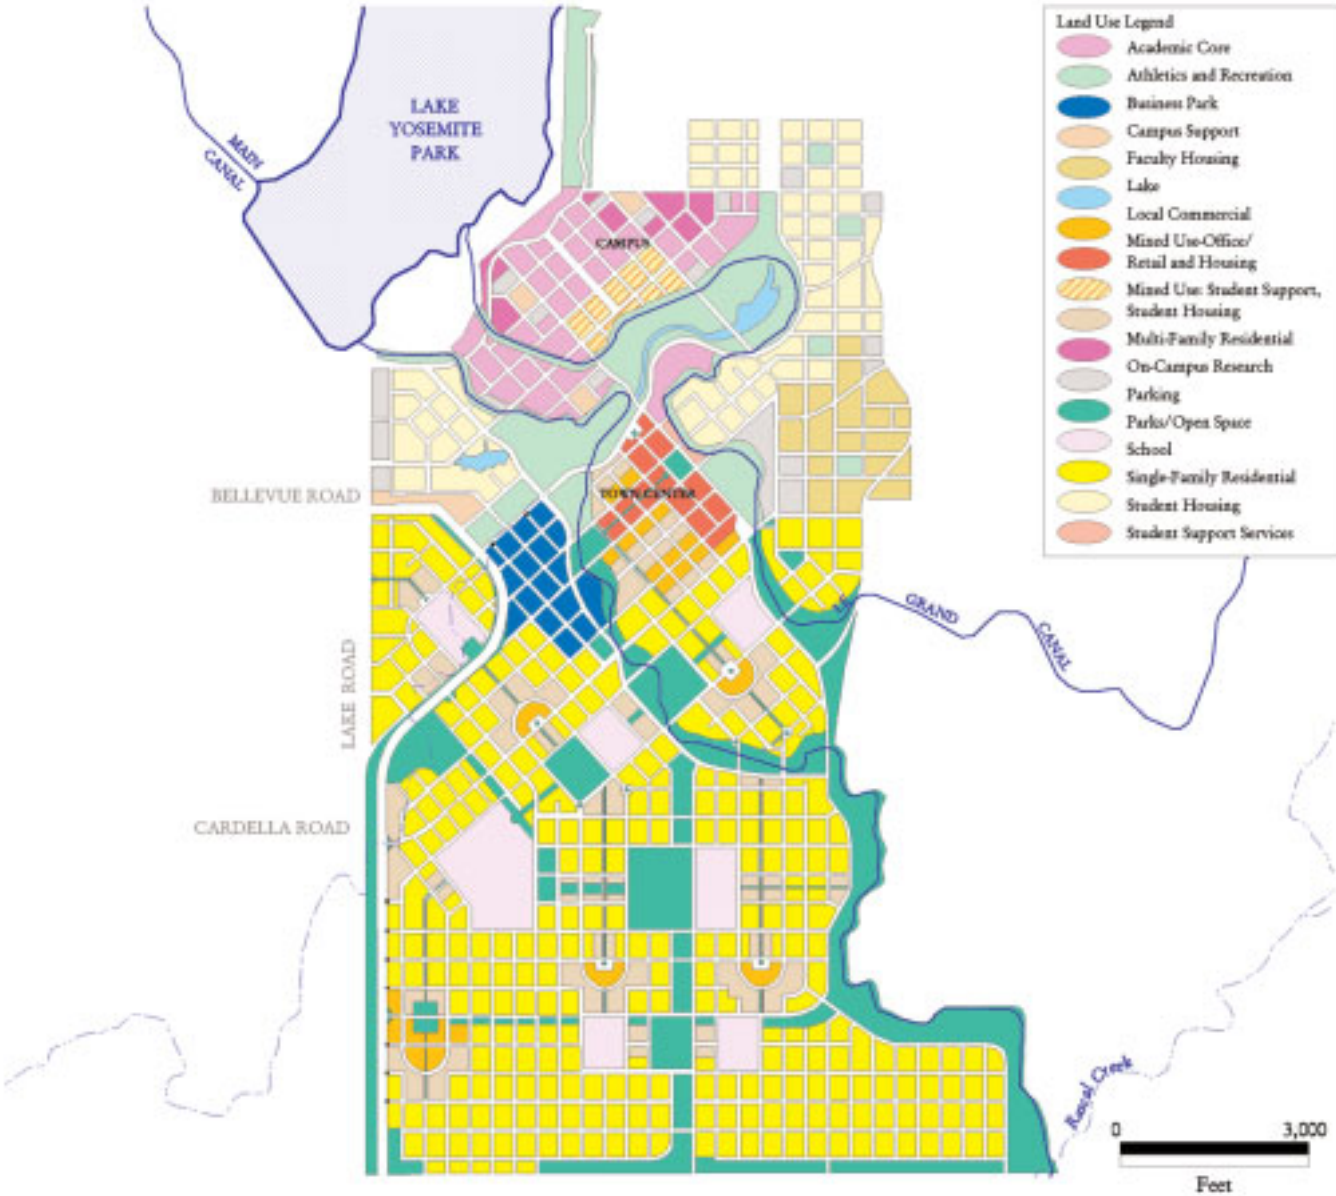 LAKE
YOSEMITE
PARK
MAIN
CANAL
CAMPUS
BELLEVUE ROAD
TOWN CENTER
LE GRAND CANAL
LAKE ROAD
CARDELLA ROAD
Rascal Creek
0 3,000
Feet
Land Use Legend
Academic Core
Athletics and Recreation
Business Park
Campus Support
Faculty Housing
Lake
Local Commercial
Mixed Use-Office/
Retail and Housing
Mixed Use: Student Support,
Student Housing
Multi-Family Residential
On-Campus Research
Parking
Parks/Open Space
School
Single-Family Residential
Student Housing
Student Support Services